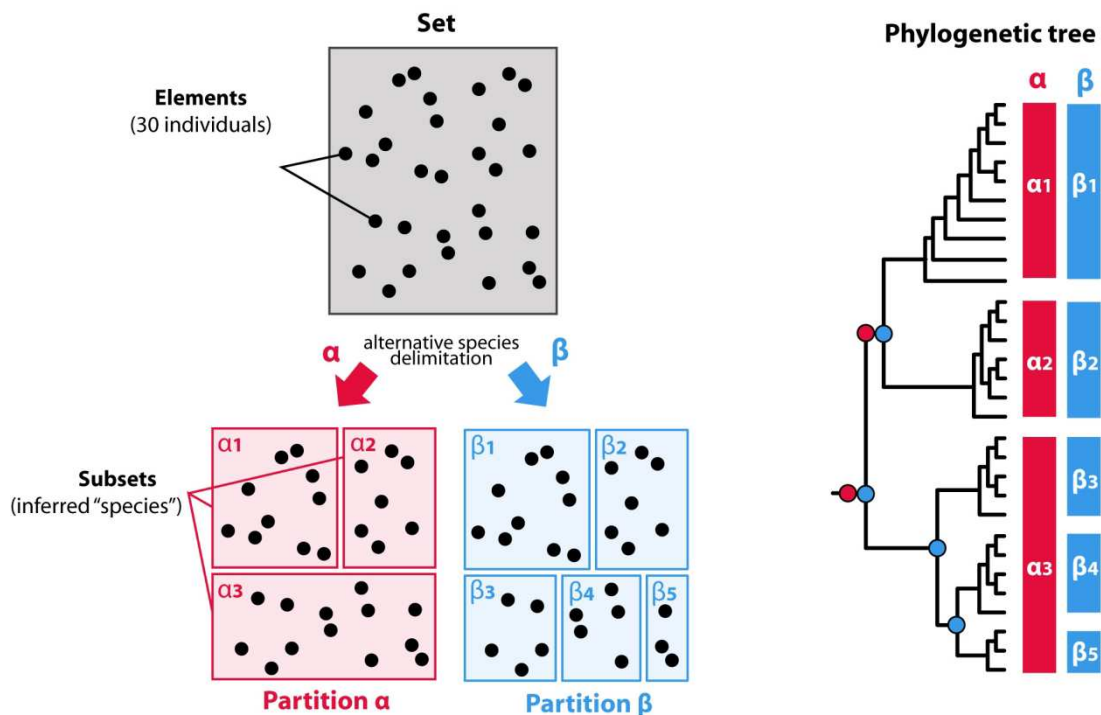 Set
Elements
(30 individuals)
alternative species
delimitation
α
β
α1
α2
α3
β1
β2
β3
β4
β5
Subsets
(inferred “species”)
Partition α
Partition β
Phylogenetic tree
α
β
α1
β1
α2
β2
α3
β3
β4
β5